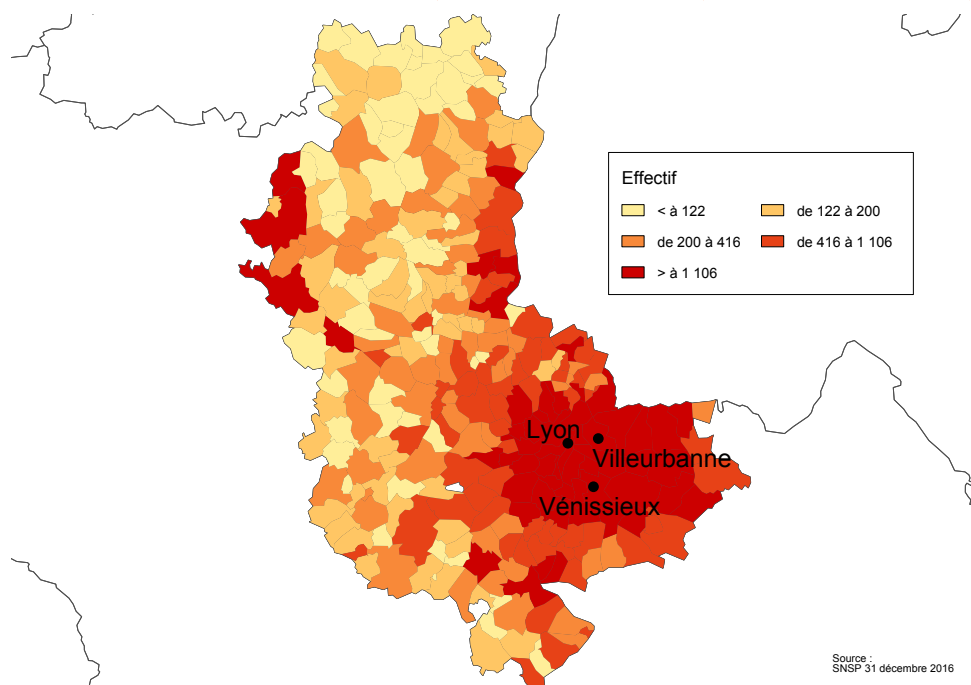 Effectif
< à 122
de 122 à 200
de 200 à 416
de 416 à 1 106
> à 1 106
Lyon
Villeurbanne
Vénissieux
Source :
SNSP 31 décembre 2016